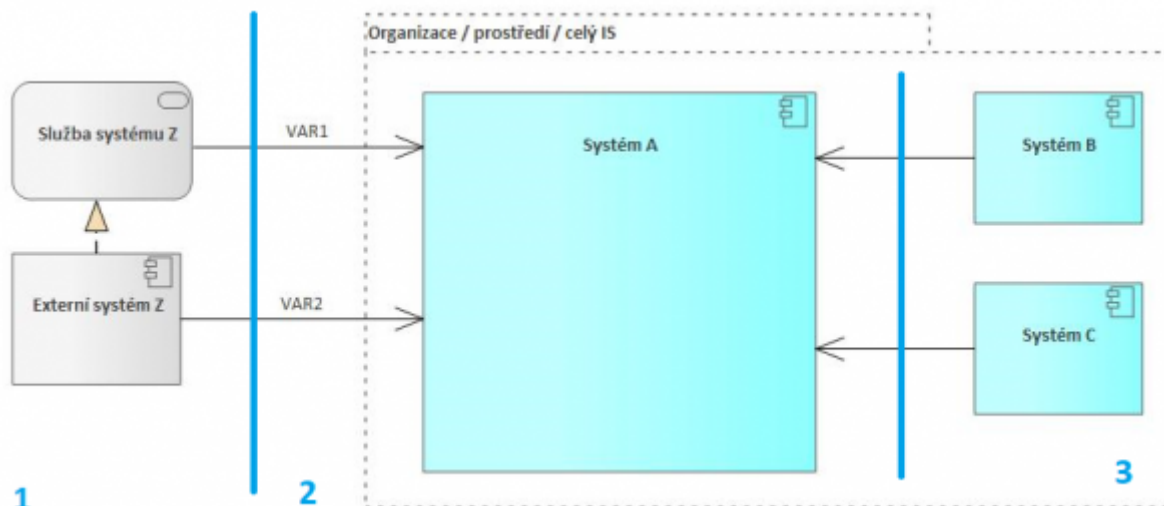 Organizace / prostředí / celý IS
Služba systému Z
VAR1
Systém A
Systém B
Externí systém Z
VAR2
Systém C
1
2
3